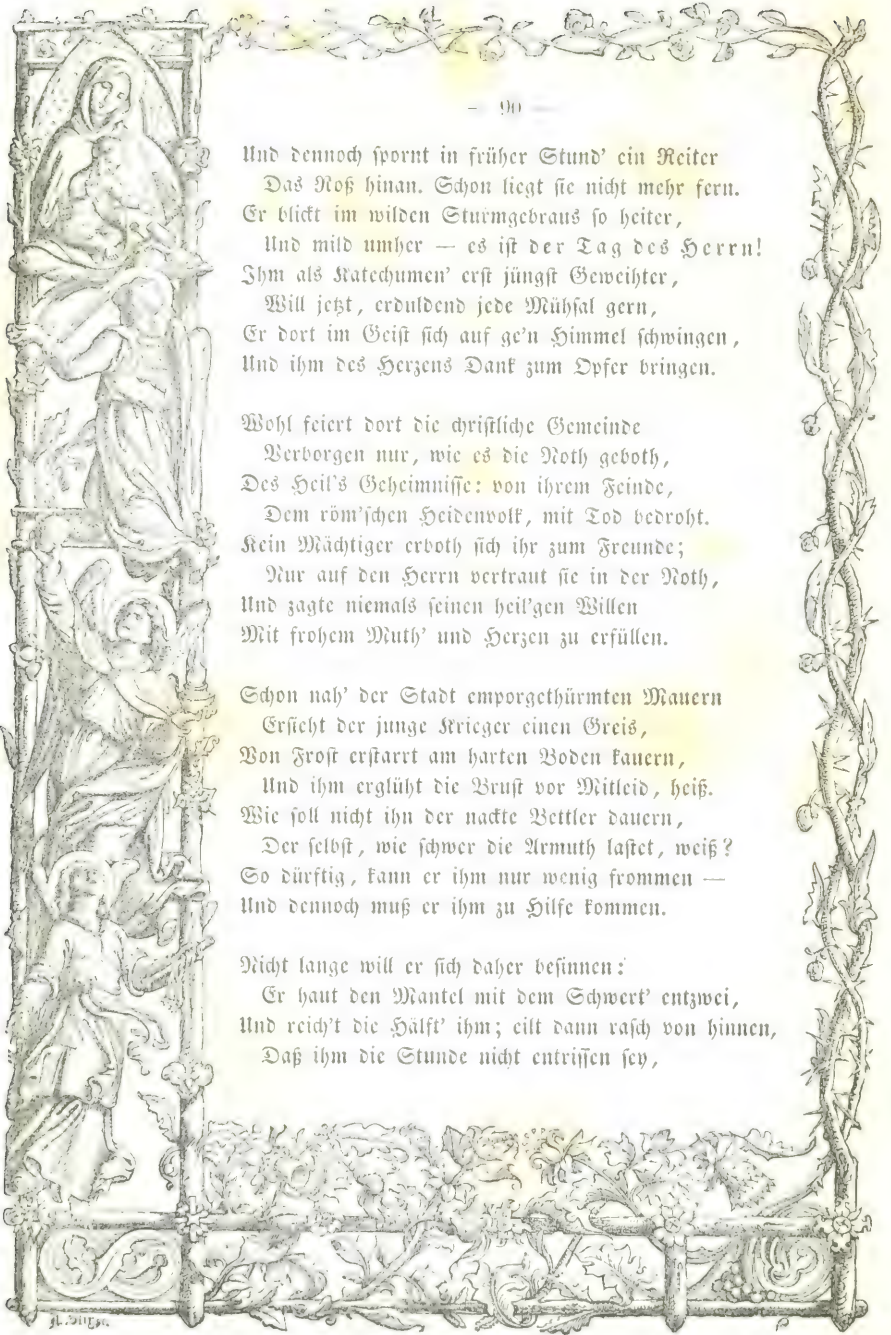 — 90 —
Und dennoch spornt in früher Stund' ein Reiter
Das Roß hinan. Schon liegt sie nicht mehr fern.
Er blickt im wilden Sturmgebraus so heiter,
Und mild umher — es ist der Tag des Herrn!
Ihm als Katechumen' erst jüngst Geweihter,
Will jetzt, erduldend jede Mühsal gern,
Er dort im Geist sich auf ge'n Himmel schwingen,
Und ihm des Herzens Dank zum Opfer bringen.
Wohl feiert dort die christliche Gemeinde
Verborgen nur, wie es die Noth geboth,
Des Heil's Geheimnisse: von ihrem Feinde,
Dem röm'schen Heidenvolk, mit Tod bedroht.
Kein Mächtiger erboth sich ihr zum Freunde;
Nur auf den Herrn vertraut sie in der Noth,
Und zagte niemals seinen heil'gen Willen
Mit frohem Muth' und Herzen zu erfüllen.
Schon nah' der Stadt emporgethürmten Mauern
Ersieht der junge Krieger einen Greis,
Von Frost erstarrt am harten Boden kauern,
Und ihm erglüht die Brust vor Mitleid, heiß.
Wie soll nicht ihn der nackte Bettler dauern,
Der selbst, wie schwer die Armuth lastet, weiß?
So dürftig, kann er ihm nur wenig frommen —
Und dennoch muß er ihm zu Hilfe kommen.
Nicht lange will er sich daher besinnen:
Er haut den Mantel mit dem Schwert' entzwei,
Und reich't die Hälft' ihm; eilt dann rasch von hinnen,
Daß ihm die Stunde nicht entrissen sey,